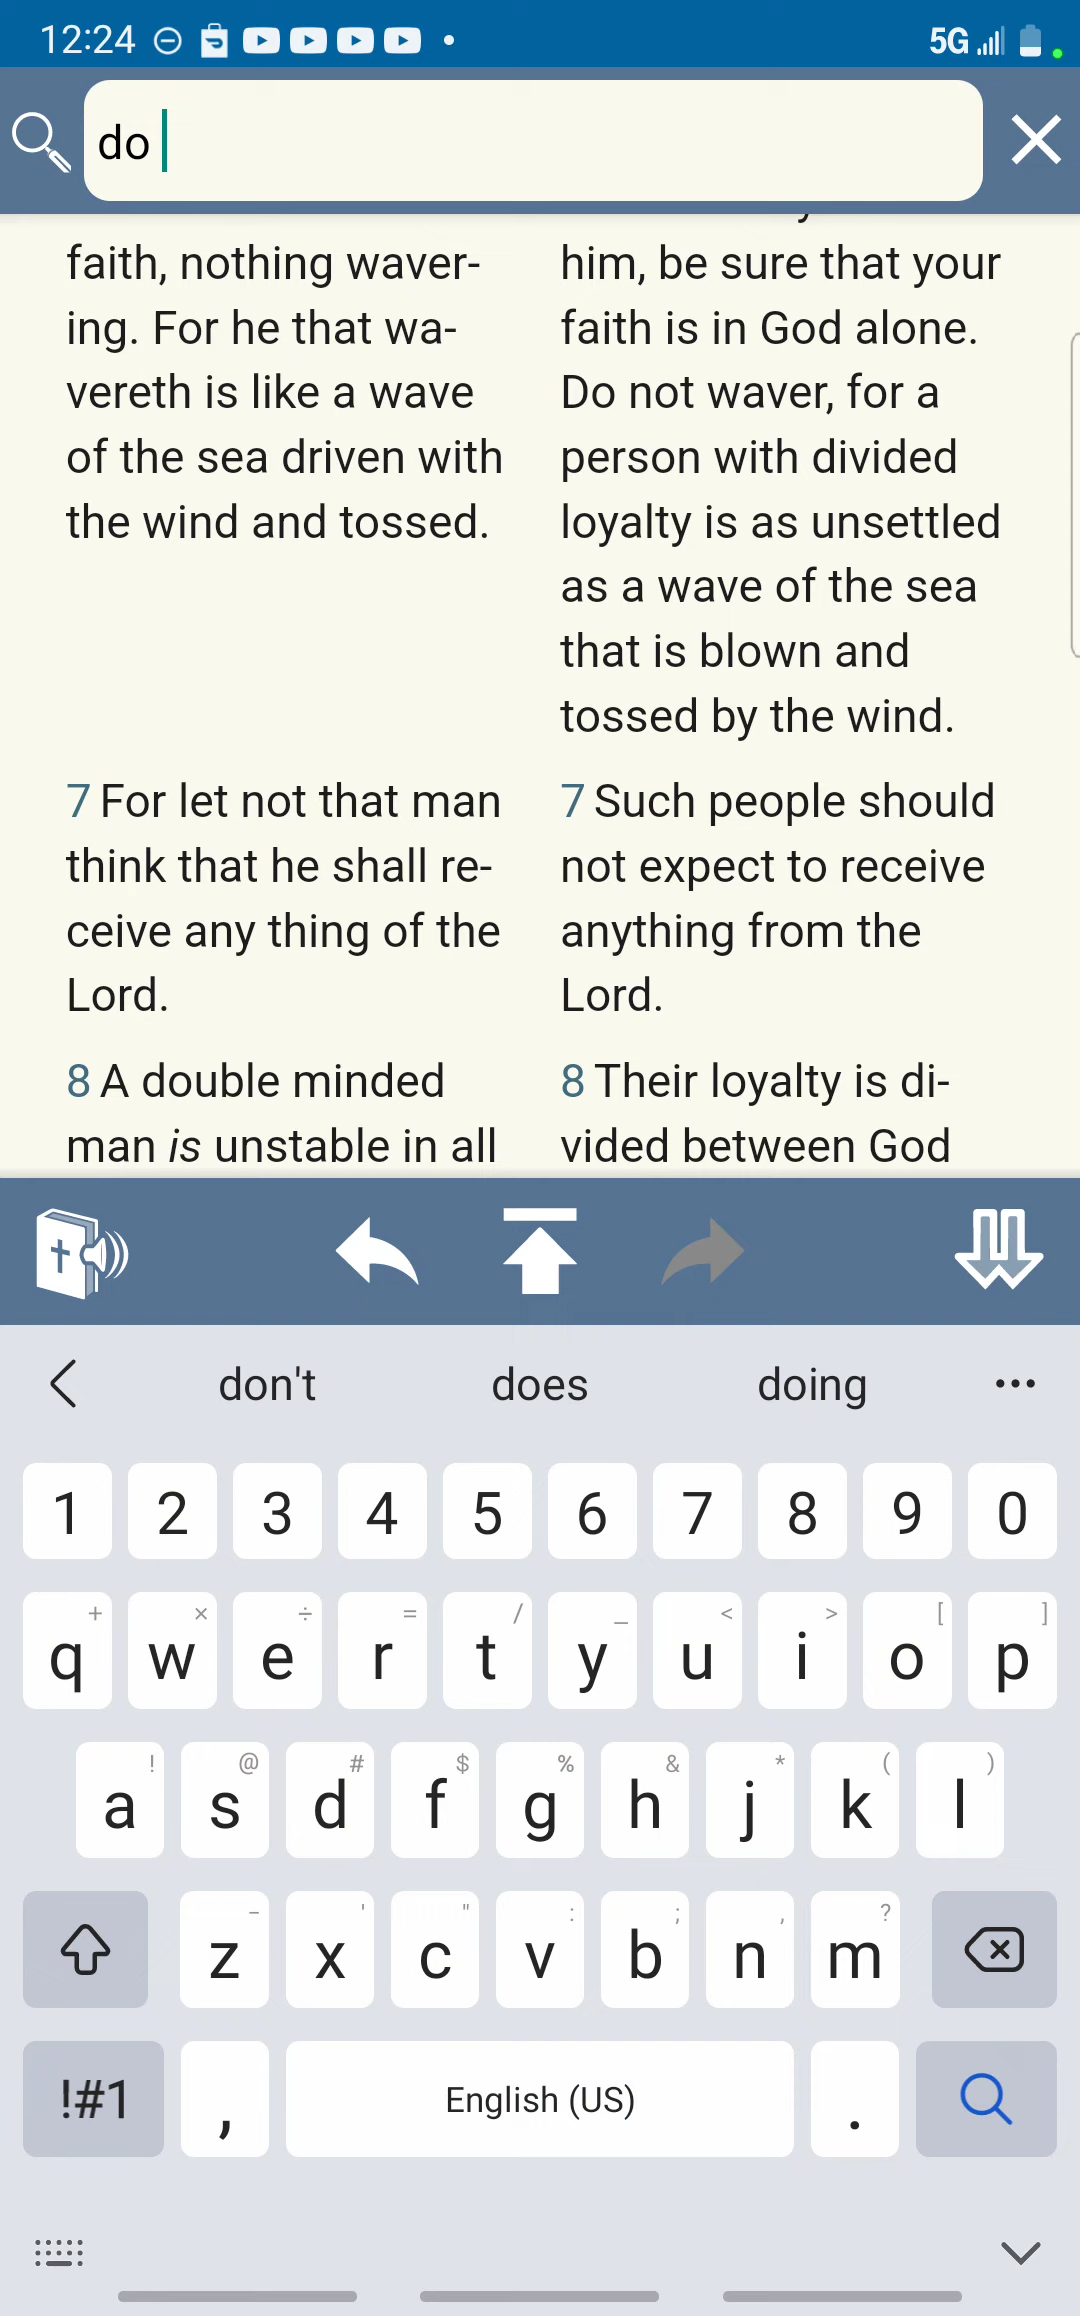 12:24
5G
do
faith, nothing waver-
ing. For he that wa-
vereth is like a wave
of the sea driven with
the wind and tossed.
7 For let not that man
think that he shall re-
ceive any thing of the
Lord.
8 A double minded
man is unstable in all
him, be sure that your
faith is in God alone.
Do not waver, for a
person with divided
loyalty is as unsettled
as a wave of the sea
that is blown and
tossed by the wind.
7 Such people should
not expect to receive
anything from the
Lord.
8 Their loyalty is di-
vided between God
don't does doing •••
1 2 3 4 5 6 7 8 9 0
+ × ÷ = / _ < > [ ]
q w e r t y u i o p
! @ # $ % & * ( )
a s d f g h j k l
- ' " : ; , ?
z x c v b n m
!#1 , English (US) .